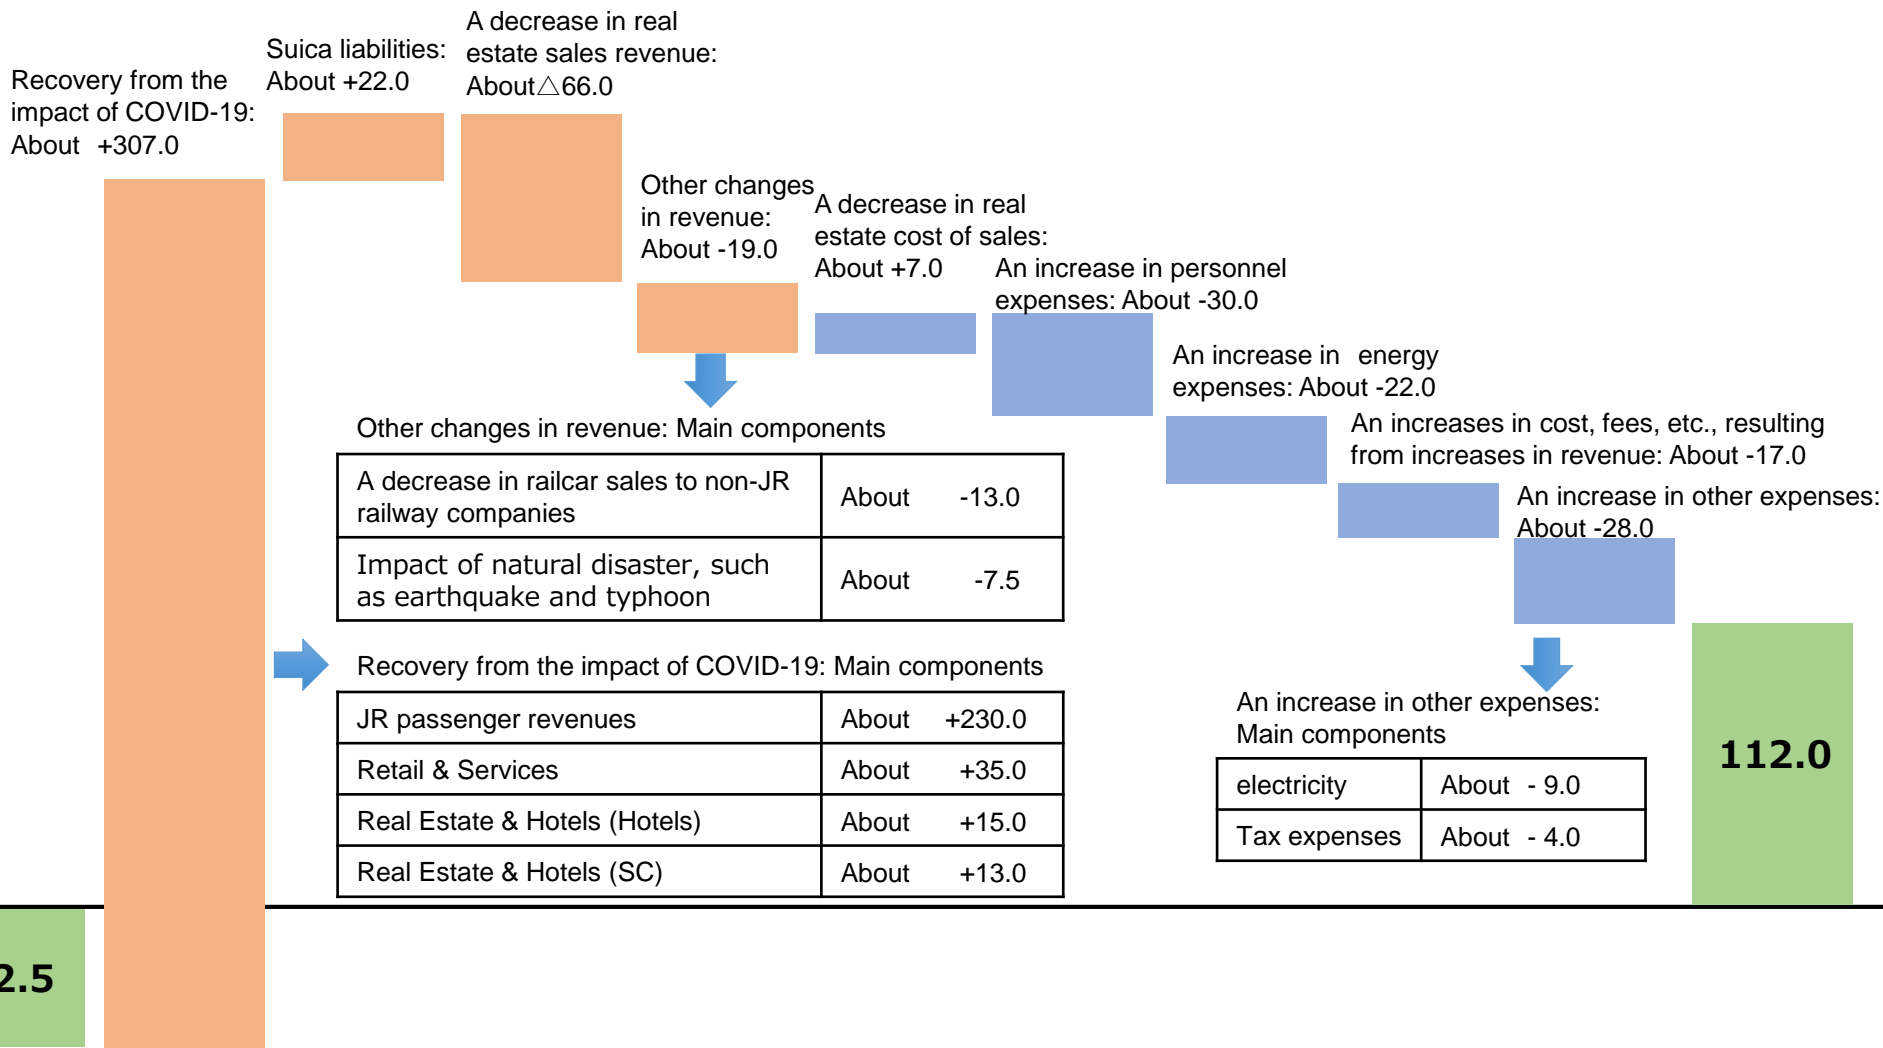 Recovery from the
impact of COVID-19:
About +307.0
Suica liabilities:
About +22.0
A decrease in real
estate sales revenue:
About△66.0
Other changes
in revenue:
About -19.0
A decrease in real
estate cost of sales:
About +7.0
An increase in personnel
expenses: About -30.0
An increase in energy
expenses: About -22.0
An increases in cost, fees, etc., resulting
from increases in revenue: About -17.0
An increase in other expenses:
About -28.0
Other changes in revenue: Main components
A decrease in railcar sales to non-JR
railway companies
About -13.0
Impact of natural disaster, such
as earthquake and typhoon
About -7.5
Recovery from the impact of COVID-19: Main components
JR passenger revenues About +230.0
Retail & Services About +35.0
Real Estate & Hotels (Hotels) About +15.0
Real Estate & Hotels (SC) About +13.0
An increase in other expenses:
Main components
electricity About - 9.0
Tax expenses About - 4.0
112.0
2.5